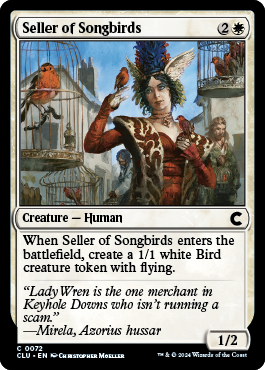 Seller of Songbirds 2
Creature — Human
When Seller of Songbirds enters the
battlefield, create a 1/1 white Bird
creature token with flying.
“Lady Wren is the one merchant in
Keyhole Downs who isn’t running a
scam.”
—Mirela, Azorius hussar
1/2
C 0072
CLU • EN Christopher Moeller
™ & © 2024 Wizards of the Coast